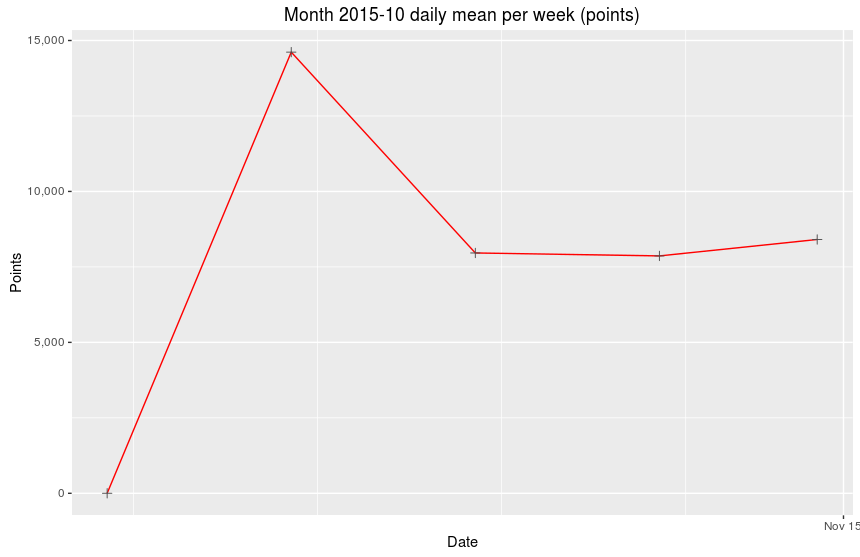 Month 2015-10 daily mean per week (points)
15,000
10,000
5,000
0
Points
Nov 15
Date